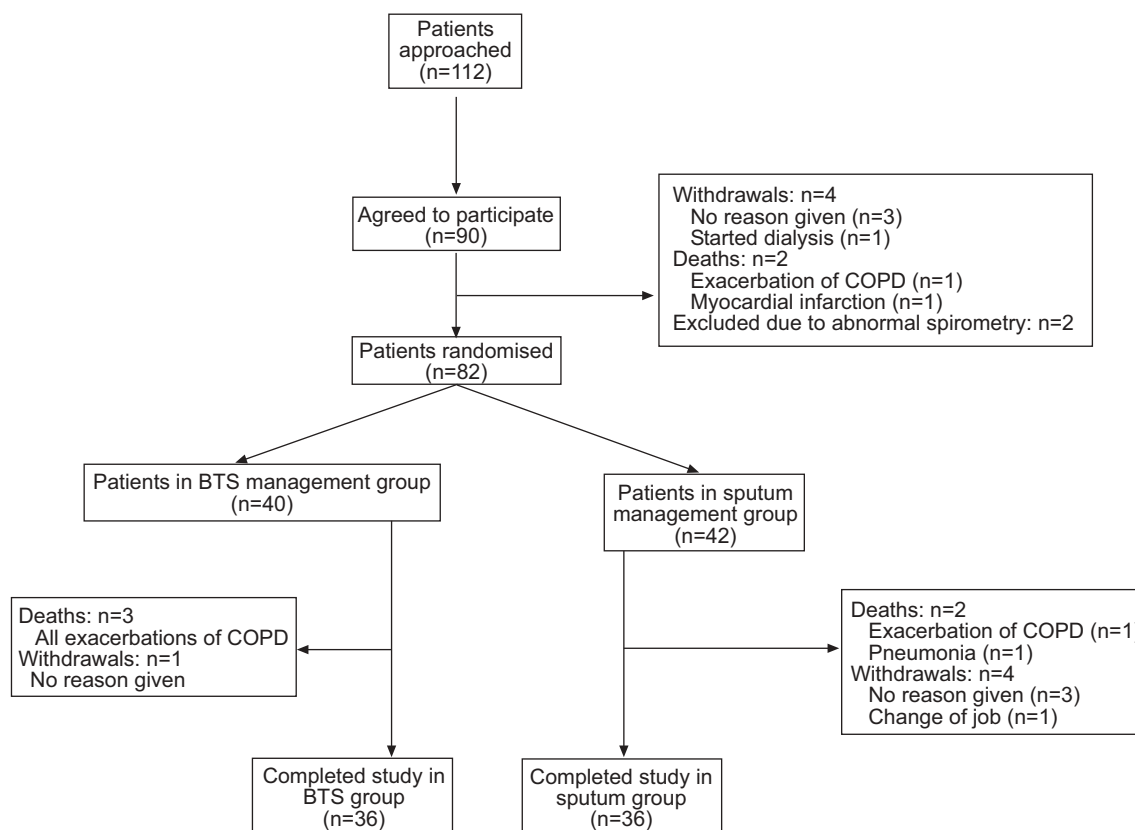 Patients
approached
(n=112)
Agreed to participate
(n=90)
Withdrawals: n=4
No reason given (n=3)
Started dialysis (n=1)
Deaths: n=2
Exacerbation of COPD (n=1)
Myocardial infarction (n=1)
Excluded due to abnormal spirometry: n=2
Patients randomised
(n=82)
Patients in BTS management group
(n=40)
Patients in sputum
management group
(n=42)
Deaths: n=3
All exacerbations of COPD
Withdrawals: n=1
No reason given
Deaths: n=2
Exacerbation of COPD (n=1)
Pneumonia (n=1)
Withdrawals: n=4
No reason given (n=3)
Change of job (n=1)
Completed study in
BTS group
(n=36)
Completed study in
sputum group
(n=36)